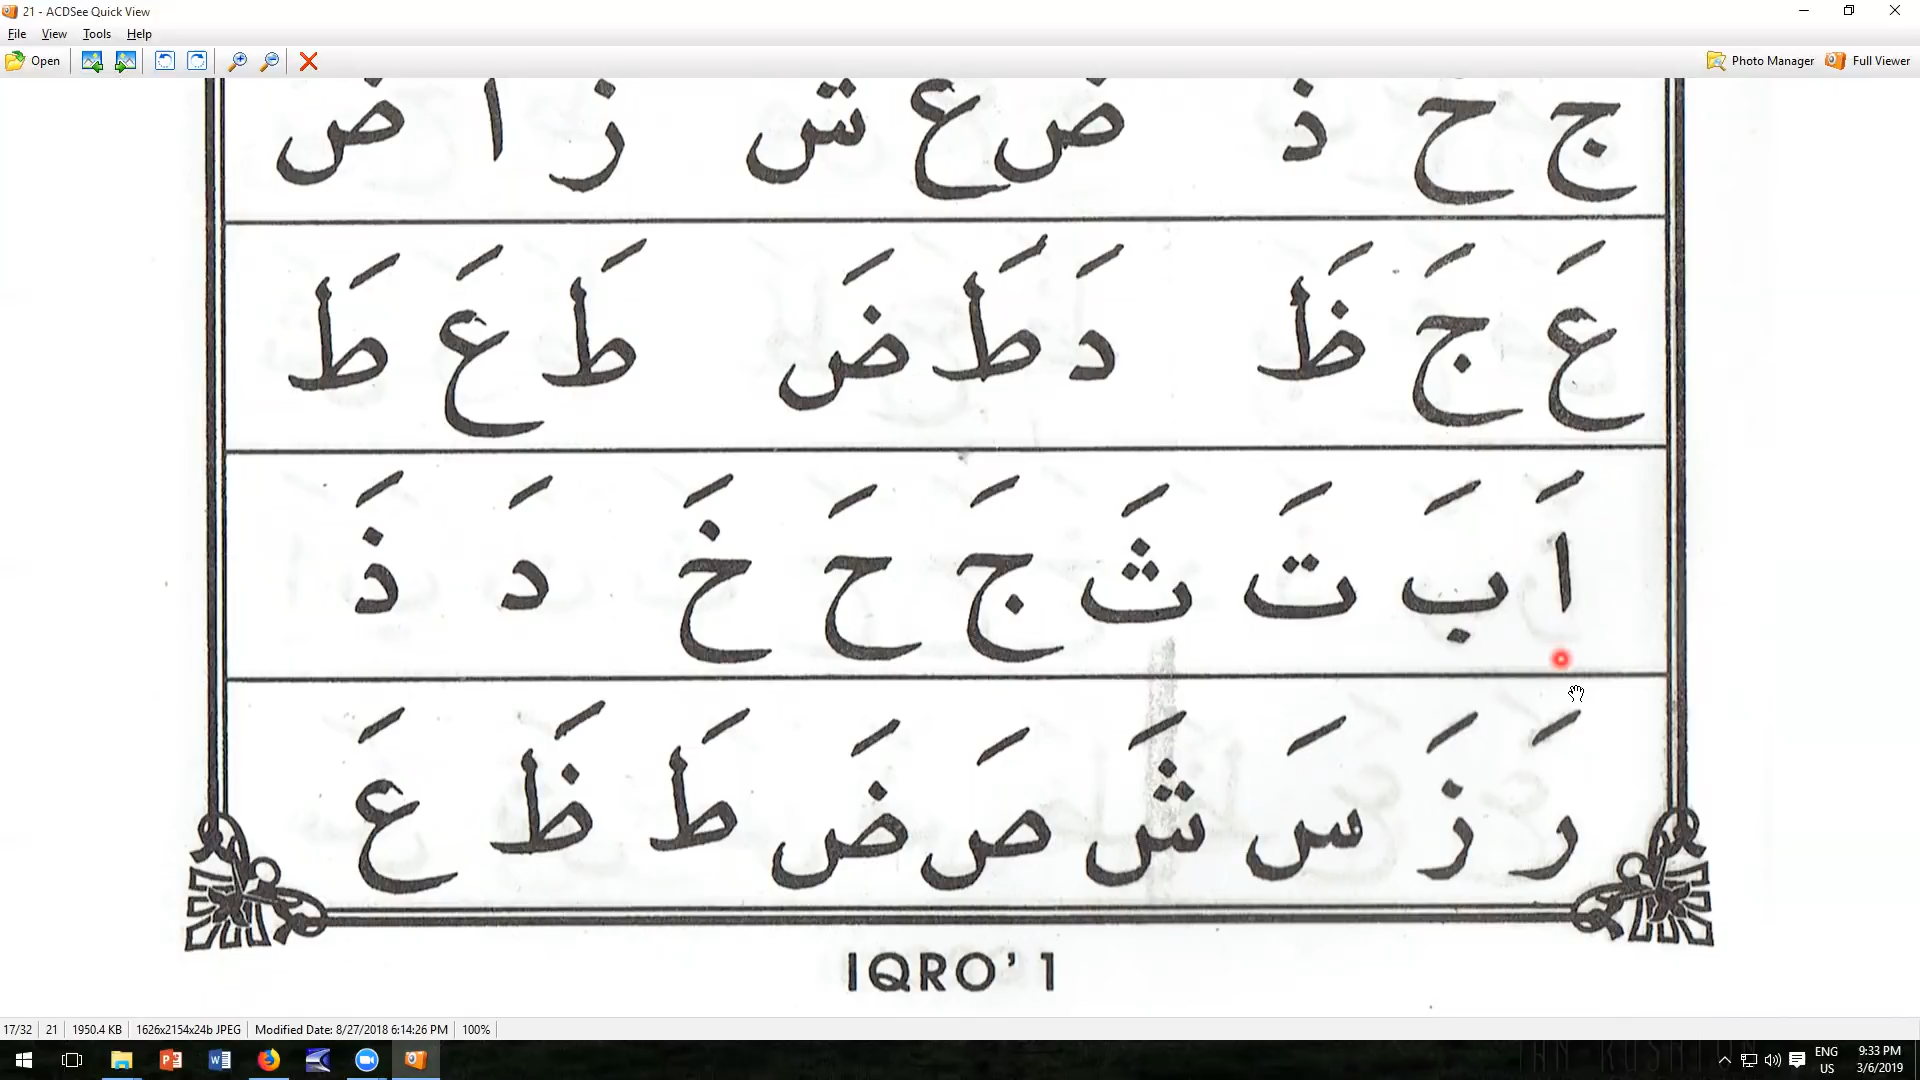 21 - ACDSee Quick View
File View Tools Help
Open Photo Manager Full Viewer
ج ح ذ ض ع ش ز ا ض
عَ جَ ظَ دَ طَ ضَ طَ عَ طَ
اَ بَ تَ ثَ جَ حَ خَ دَ ذَ
رَ زَ سَ شَ صَ ضَ طَ ظَ عَ
IQRO' 1
17/32 21 1950.4 KB 1626x2154x24b JPEG Modified Date: 8/27/2018 6:14:26 PM 100%
ENG 9:33 PM
US 3/6/2019